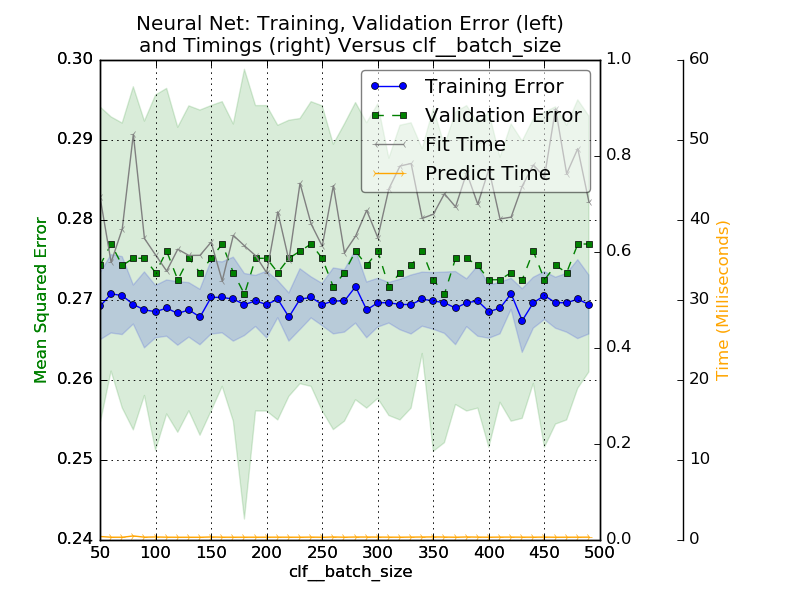 Neural Net: Training, Validation Error (left)
and Timings (right) Versus clf__batch_size
Training Error
Validation Error
Fit Time
Predict Time
Mean Squared Error
0.30
0.29
0.28
0.27
0.26
0.25
0.24
1.0
0.8
0.6
0.4
0.2
0.0
60
50
40
30
20
10
0
Time (Milliseconds)
50 100 150 200 250 300 350 400 450 500
clf__batch_size